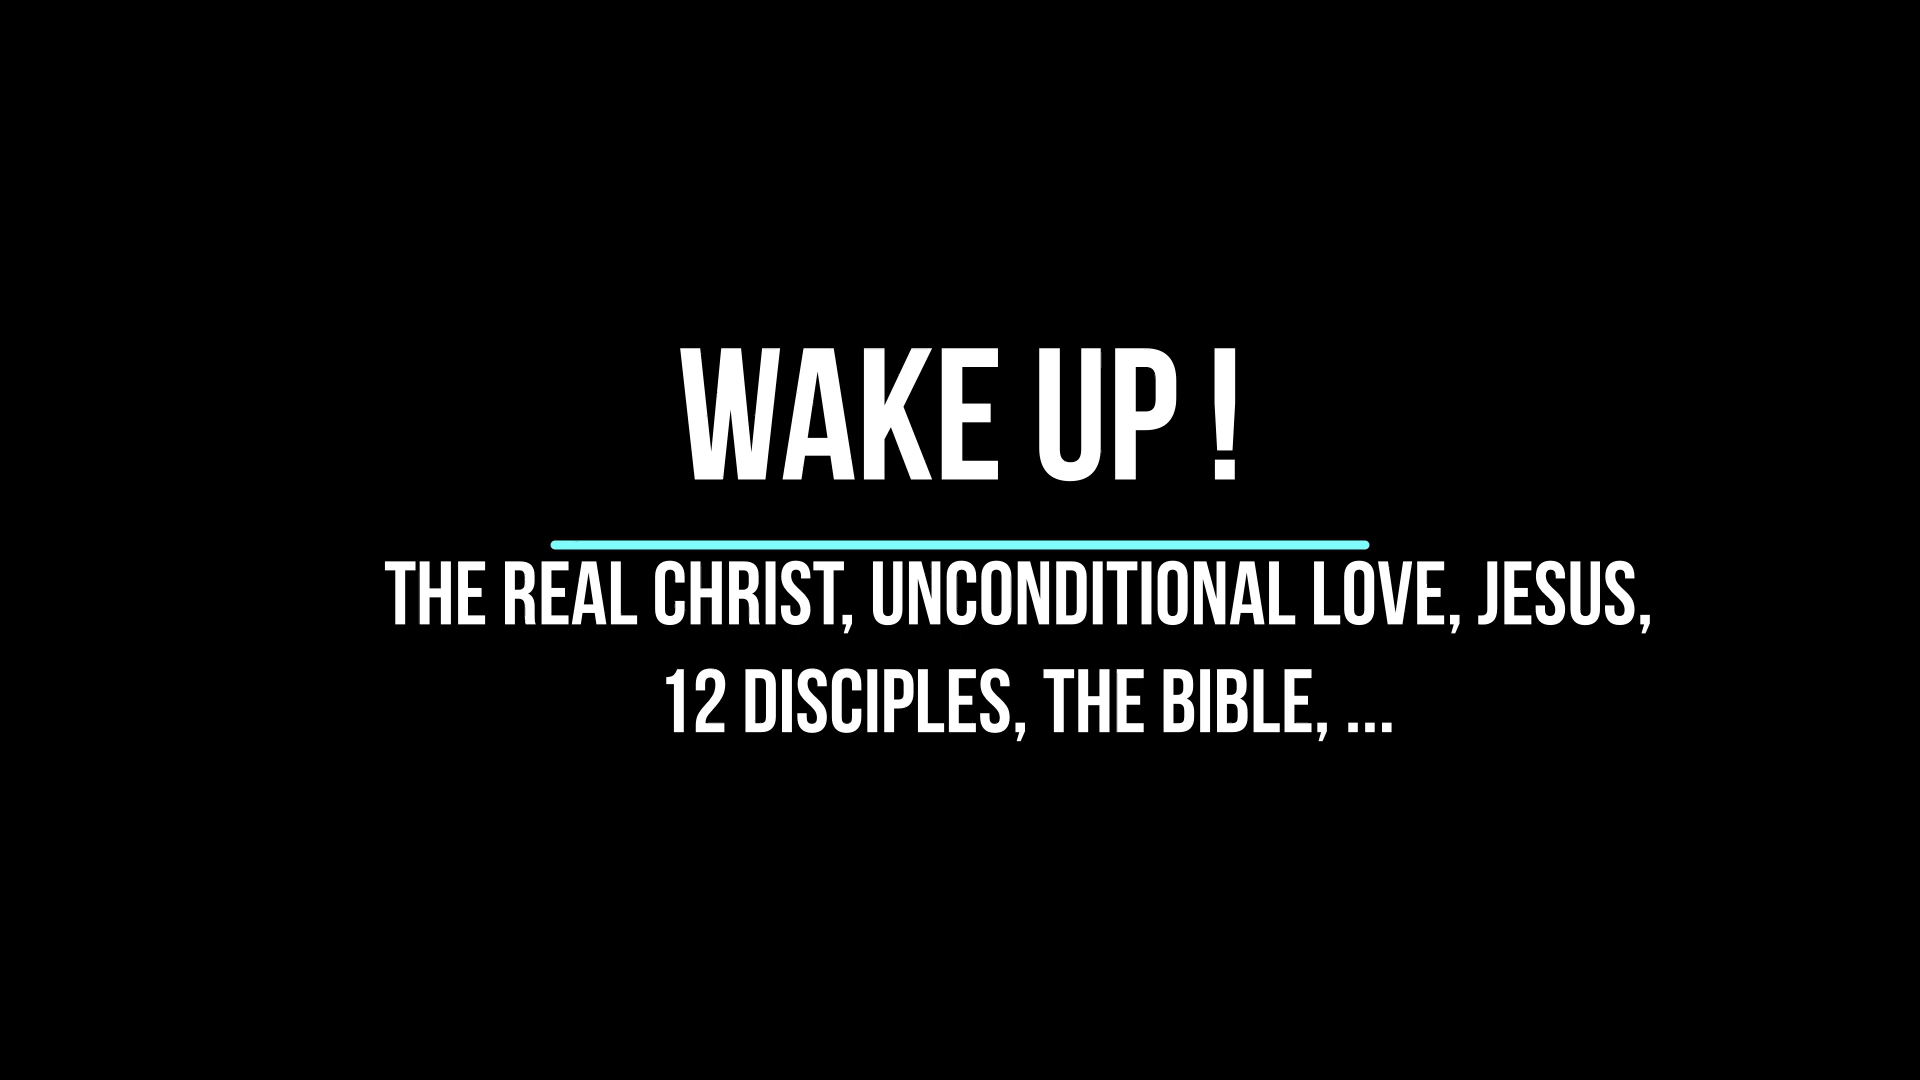 WAKE UP !
THE REAL CHRIST, UNCONDITIONAL LOVE, JESUS,
12 DISCIPLES, THE BIBLE, ...